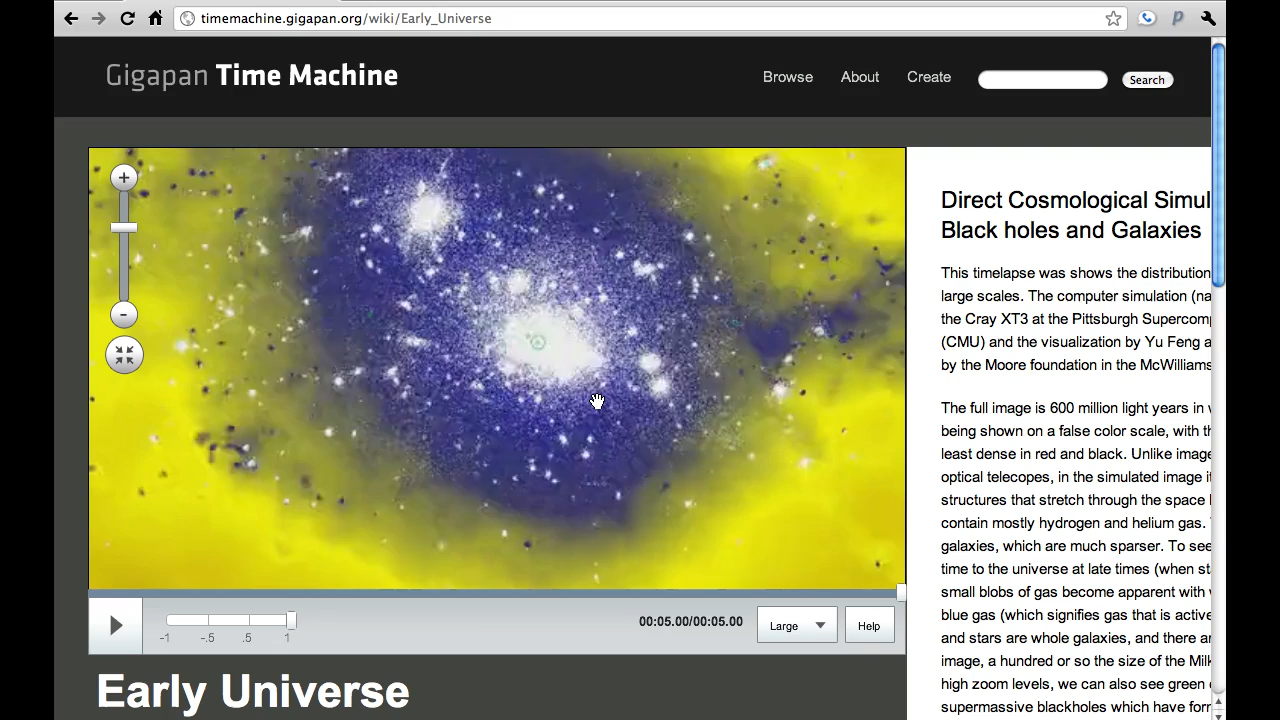 timemachine.gigapan.org/wiki/Early_Universe
Gigapan Time Machine
Browse About Create Search
+
-
Direct Cosmological Simul
Black holes and Galaxies
This timelapse was shows the distribution
large scales. The computer simulation (na
the Cray XT3 at the Pittsburgh Supercomp
(CMU) and the visualization by Yu Feng a
by the Moore foundation in the McWilliams
The full image is 600 million light years in
being shown on a false color scale, with th
least dense in red and black. Unlike image
optical telecopes, in the simulated image i
structures that stretch through the space
contain mostly hydrogen and helium gas.
galaxies, which are much sparser. To see
time to the universe at late times (when st
small blobs of gas become apparent with
blue gas (which signifies gas that is active
and stars are whole galaxies, and there ar
image, a hundred or so the size of the Milk
high zoom levels, we can also see green
supermassive blackholes which have forn
-1 -.5 .5 1
00:05.00/00:05.00
Large
Help
Early Universe